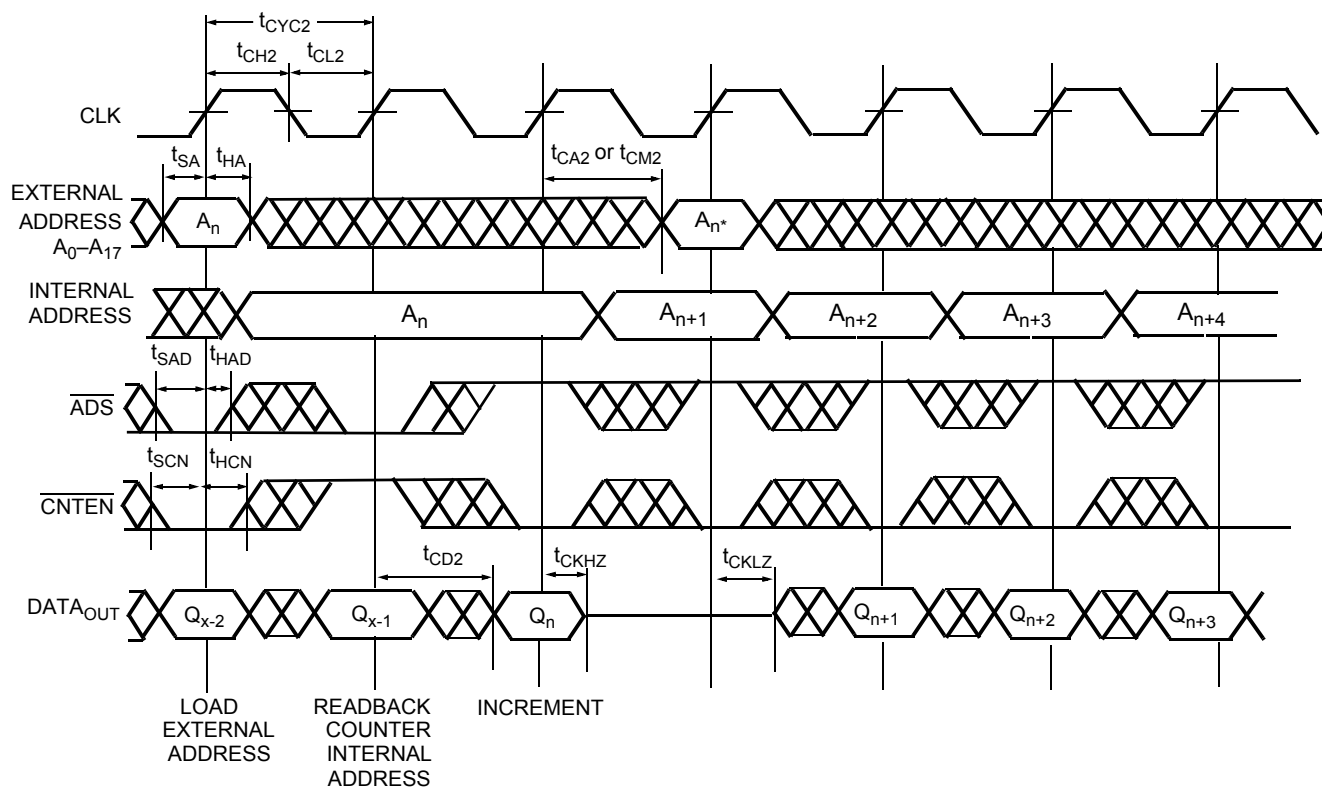 tCYC2
tCH2 tCL2
CLK
tSA tHA tCA2 or tCM2
EXTERNAL
ADDRESS
A0–A17
An An*
INTERNAL
ADDRESS
An An+1 An+2 An+3 An+4
tSAD tHAD
ADS
tSCN tHCN
CNTEN
tCD2 tCKHZ tCKLZ
DATAOUT
Qx-2 Qx-1 Qn Qn+1 Qn+2 Qn+3
LOAD
EXTERNAL
ADDRESS
READBACK
COUNTER
INTERNAL
ADDRESS
INCREMENT